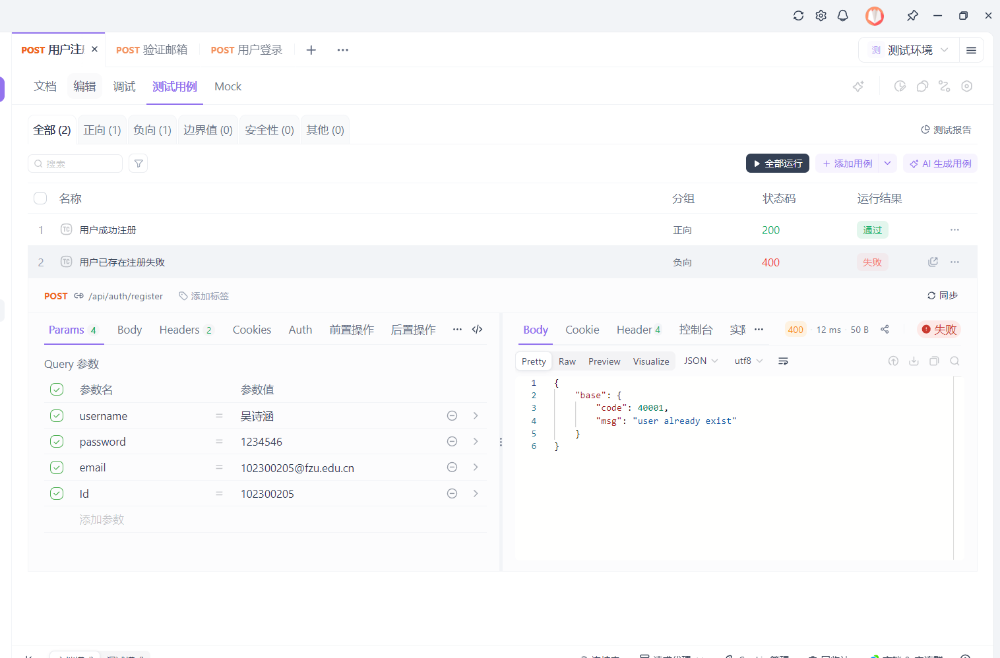 POST 用户注册 POST 验证邮箱 POST 用户登录
测 测试环境
文档 编辑 调试 测试用例 Mock
全部 (2) 正向 (1) 负向 (1) 边界值 (0) 安全性 (0) 其他 (0) 测试报告
搜索 全部运行 添加用例 AI 生成用例
名称 分组 状态码 运行结果
1 TC 用户成功注册 正向 200 通过
2 TC 用户已存在注册失败 负向 400 失败
POST /api/auth/register 添加标签 同步
Params 4 Body Headers 2 Cookies Auth 前置操作 后置操作
Body Cookie Header 4 控制台 400 12 ms 50 B 失败
Query 参数
Pretty Raw Preview Visualize JSON utf8
参数名 参数值
username = 吴诗涵
password = 1234546
email = 102300205@fzu.edu.cn
Id = 102300205
添加参数
1 {
2 "base": {
3 "code": 40001,
4 "msg": "user already exist"
5 }
6 }